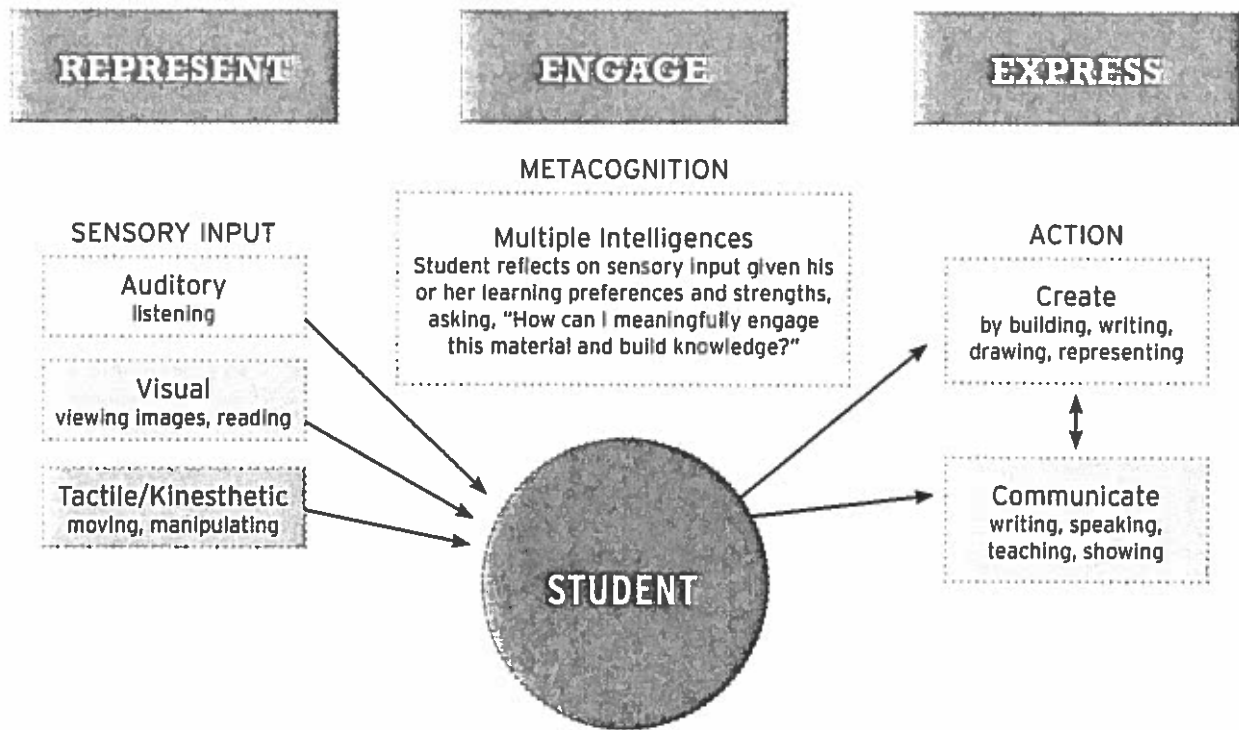 REPRESENT
ENGAGE
EXPRESS
SENSORY INPUT
Auditory
listening
Visual
viewing images, reading
Tactile/Kinesthetic
moving, manipulating
METACOGNITION
Multiple Intelligences
Student reflects on sensory input given his
or her learning preferences and strengths,
asking, "How can I meaningfully engage
this material and build knowledge?"
STUDENT
ACTION
Create
by building, writing,
drawing, representing
Communicate
writing, speaking,
teaching, showing